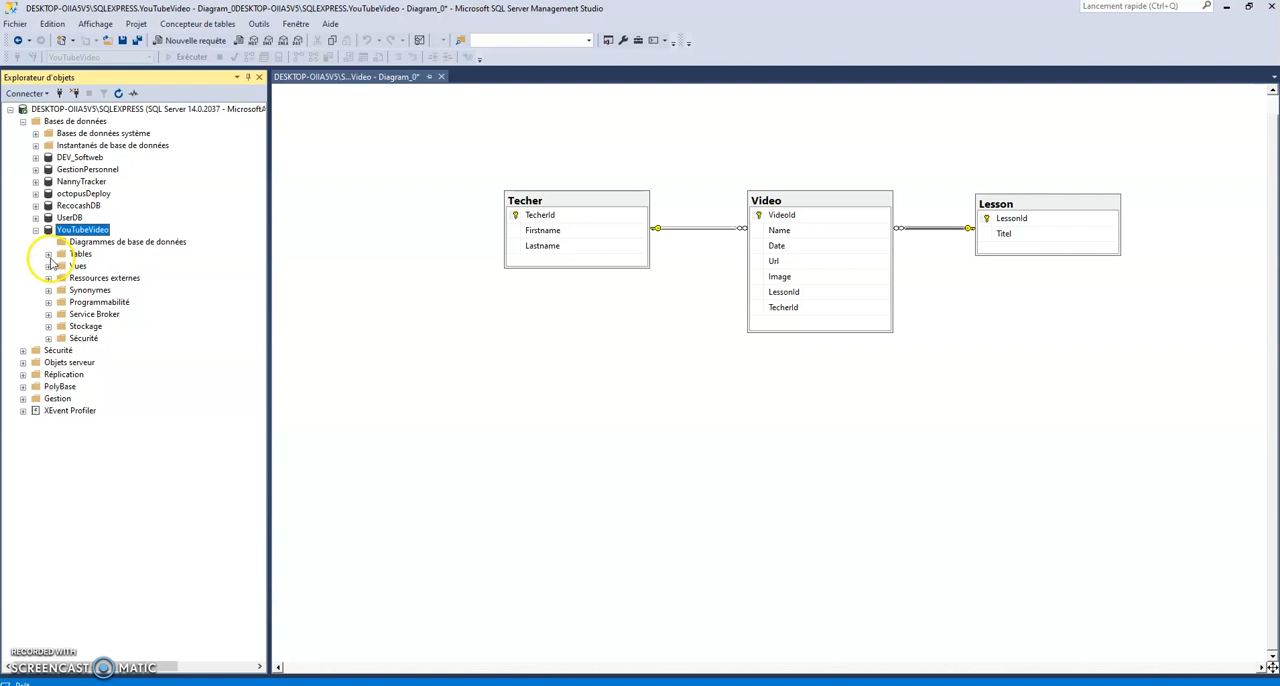 DESKTOP-OIIA5V5\SQLEXPRESS.YouTubeVideo - Diagram_0DESKTOP-OIIA5V5\SQLEXPRESS.YouTubeVideo - Diagram_0* - Microsoft SQL Server Management Studio
Lancement rapide (Ctrl+Q)
Fichier Edition Affichage Projet Concepteur de tables Outils Fenêtre Aide
Nouvelle requête
YouTubeVideo Exécuter
Explorateur d'objets
DESKTOP-OIIA5V5\S...Video - Diagram_0*
Connecter
DESKTOP-OIIA5V5\SQLEXPRESS (SQL Server 14.0.2037 - MicrosoftA
Bases de données
Bases de données système
Instantanés de base de données
DEV_Softweb
GestionPersonnel
NannyTracker
octopusDeploy
RecocashDB
UserDB
YouTubeVideo
Diagrammes de base de données
Tables
Vues
Ressources externes
Synonymes
Programmabilité
Service Broker
Stockage
Sécurité
Sécurité
Objets serveur
Réplication
PolyBase
Gestion
XEvent Profiler
Techer
TecherId
Firstname
Lastname
Video
VideoId
Name
Date
Url
Image
LessonId
TecherId
Lesson
LessonId
Titel
RECORDED WITH
SCREENCAST MATIC